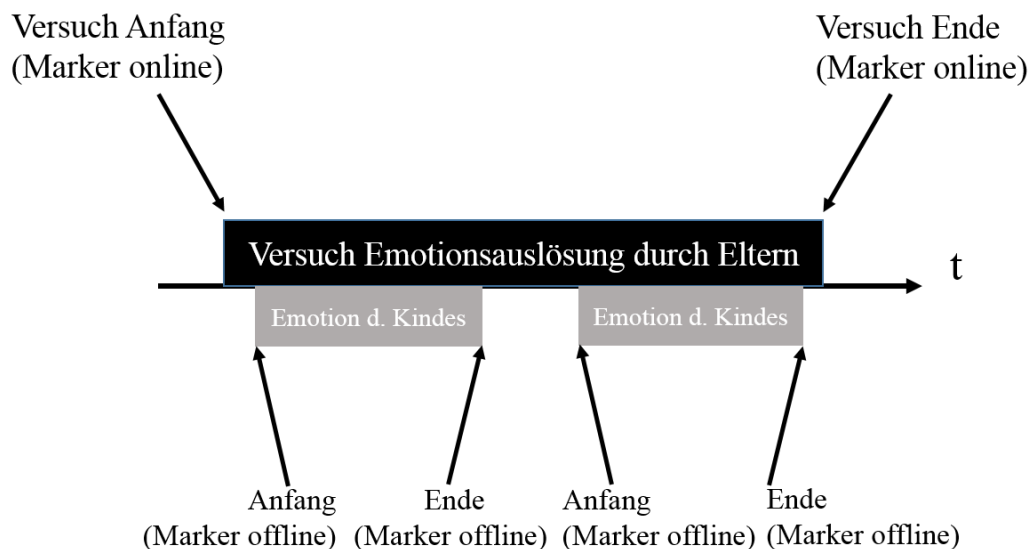 Versuch Anfang
(Marker online)
Versuch Ende
(Marker online)
Versuch Emotionsauslösung durch Eltern
t
Emotion d. Kindes
Emotion d. Kindes
Anfang
(Marker offline)
Ende
(Marker offline)
Anfang
(Marker offline)
Ende
(Marker offline)